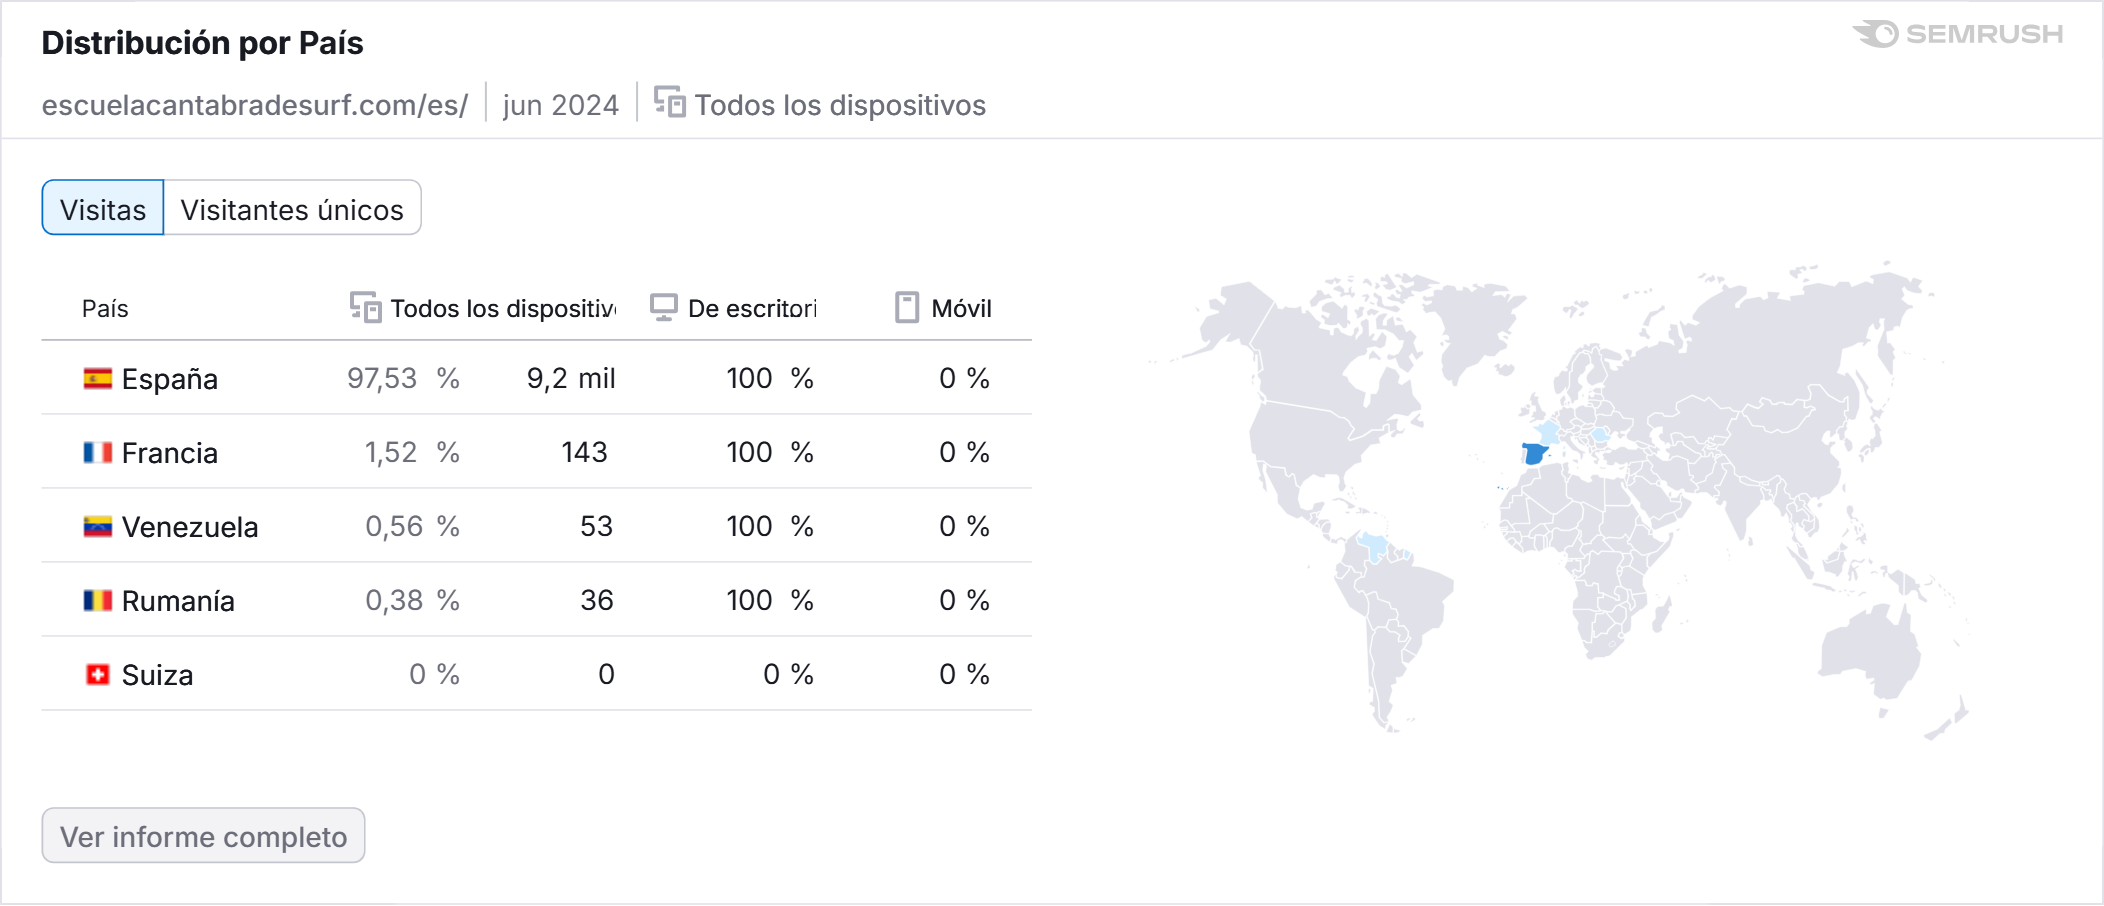 Distribución por País
SEMRUSH
escuelacantabradesurf.com/es/ jun 2024 Todos los dispositivos
Visitas Visitantes únicos
País Todos los dispositiv De escritori Móvil
España 97,53 % 9,2 mil 100 % 0 %
Francia 1,52 % 143 100 % 0 %
Venezuela 0,56 % 53 100 % 0 %
Rumanía 0,38 % 36 100 % 0 %
Suiza 0 % 0 0 % 0 %
Ver informe completo